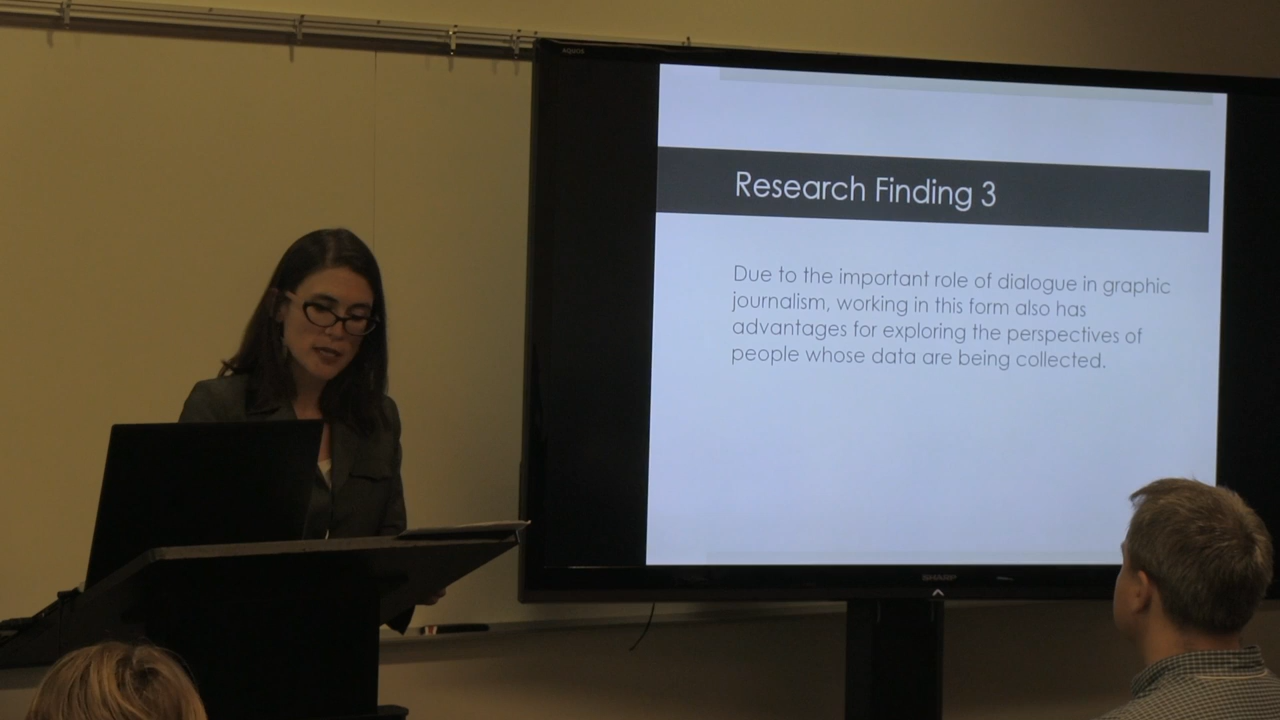 AQUOS
Research Finding 3
Due to the important role of dialogue in graphic
journalism, working in this form also has
advantages for exploring the perspectives of
people whose data are being collected.
SHARP